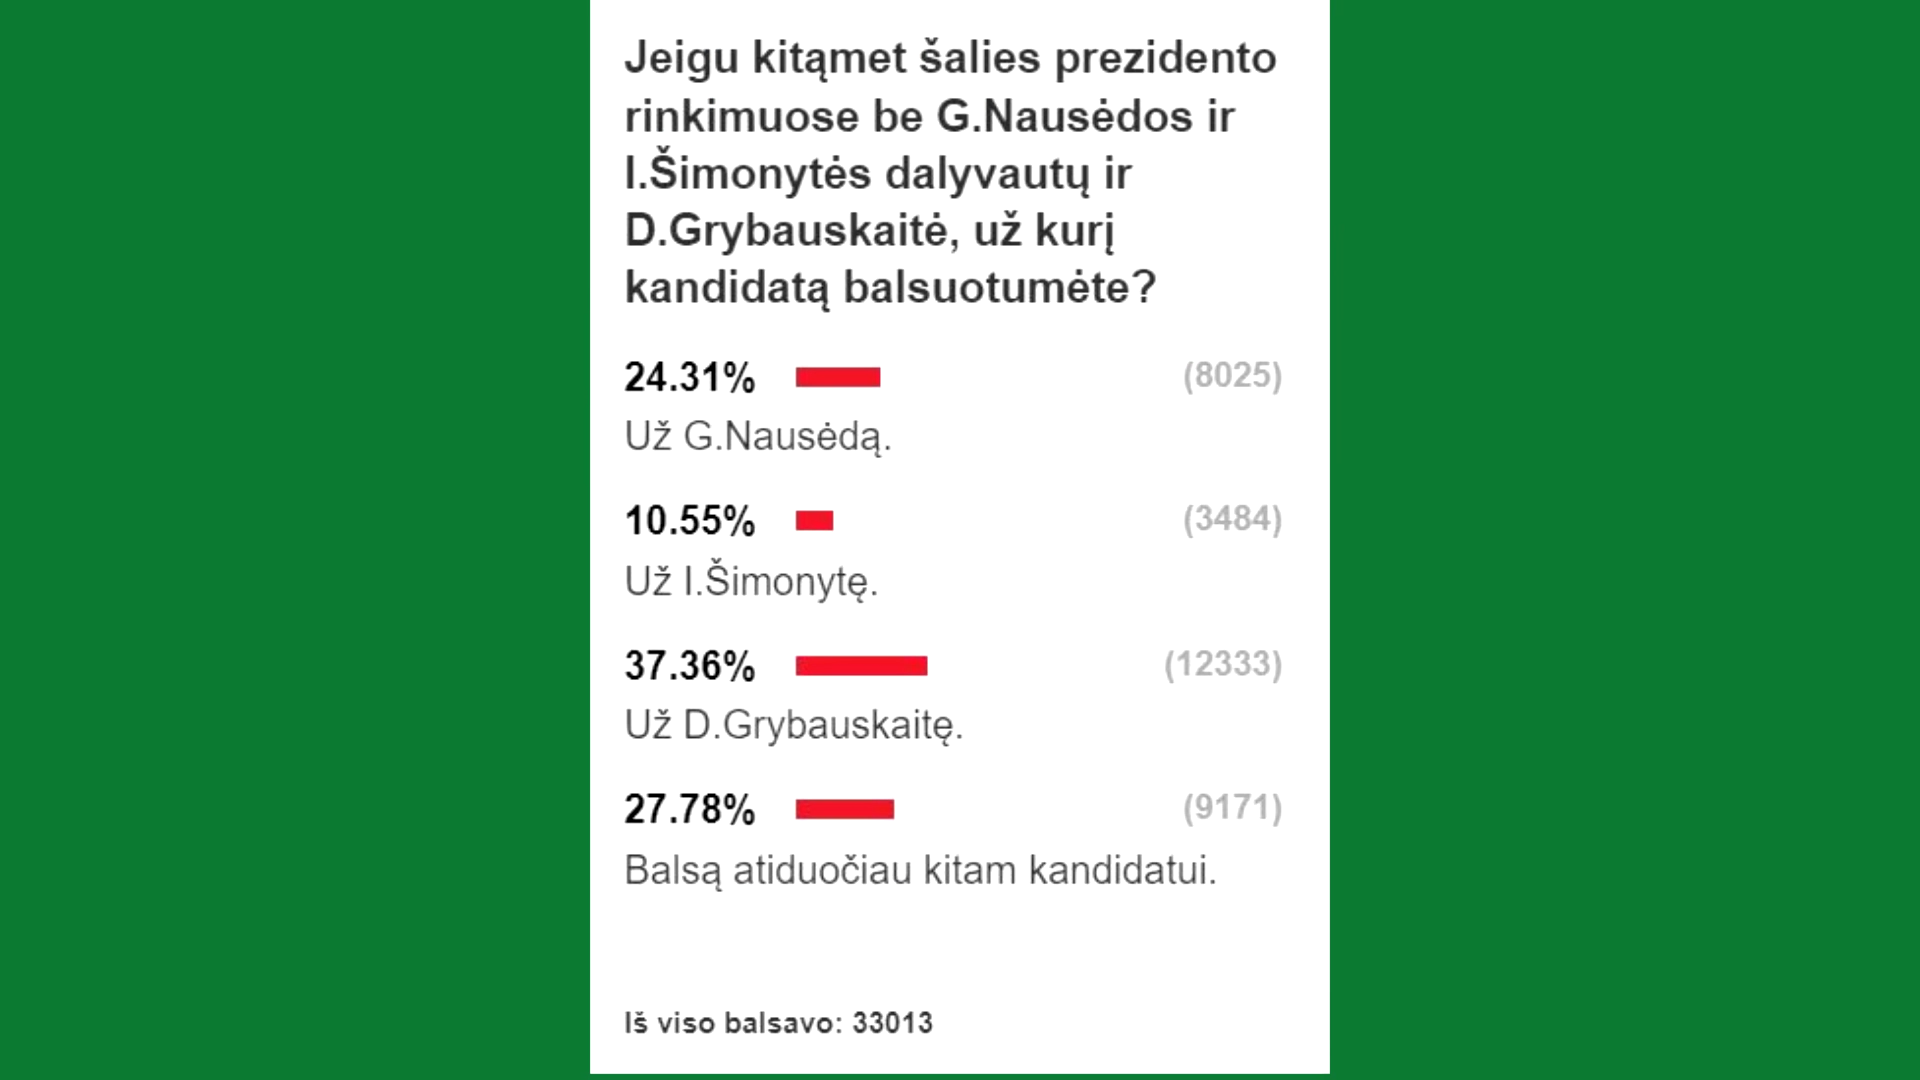 Jeigu kitąmet šalies prezidento
rinkimuose be G.Nausėdos ir
I.Šimonytės dalyvautų ir
D.Grybauskaitė, už kurį
kandidatą balsuotumėte?
24.31% (8025)
Už G.Nausėdą.
10.55% (3484)
Už I.Šimonytę.
37.36% (12333)
Už D.Grybauskaitę.
27.78% (9171)
Balsą atiduočiau kitam kandidatui.
Iš viso balsavo: 33013